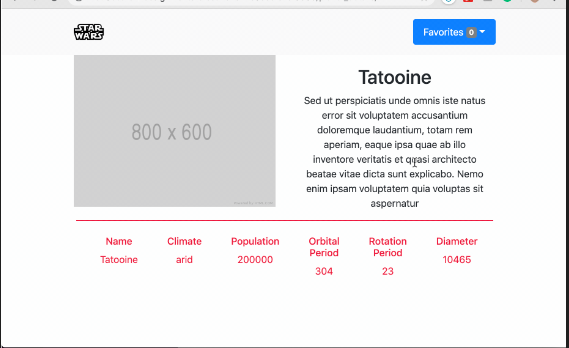 STAR
WARS
Favorites 0
800 x 600
Tatooine
Sed ut perspiciatis unde omnis iste natus
error sit voluptatem accusantium
doloremque laudantium, totam rem
aperiam, eaque ipsa quae ab illo
inventore veritatis et quasi architecto
beatae vitae dicta sunt explicabo. Nemo
enim ipsam voluptatem quia voluptas sit
aspernatur
Name Climate Population Orbital Period Rotation Period Diameter
Tatooine arid 200000 304 23 10465